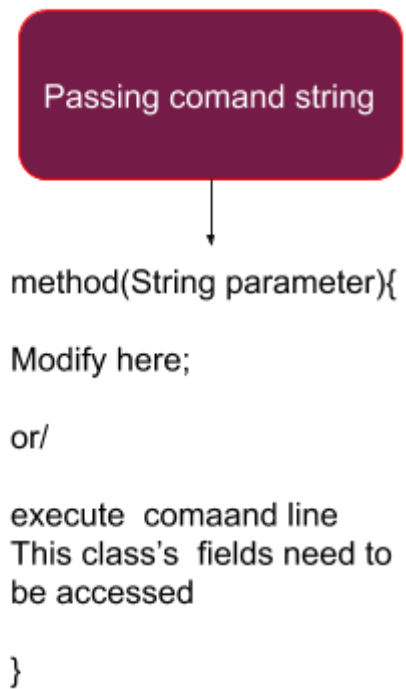 Passing comand string
method(String parameter){
Modify here;
or/
execute  comaand line
This class’s  fields need to
be accessed
}